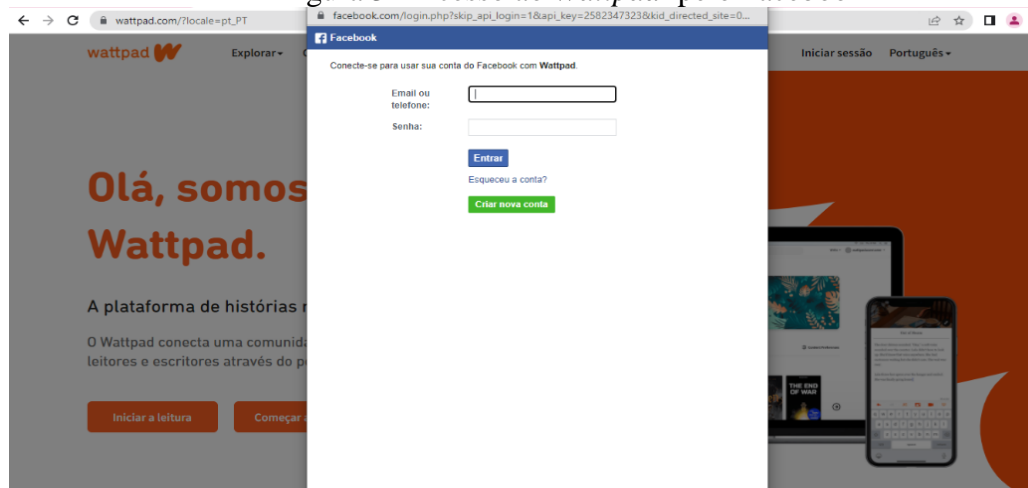 wattpad.com/?locale=pt_PT
facebook.com/login.php?skip_api_login=1&api_key=2582347323&kid_directed_site=0...
wattpad
Explorar
Iniciar sessão
Português
Facebook
Conecte-se para usar sua conta do Facebook com Wattpad.
Email ou
telefone:
Senha:
Entrar
Esqueceu a conta?
Criar nova conta
Olá, somos
Wattpad.
A plataforma de histórias
O Wattpad conecta uma comunida
leitores e escritores através do p
Iniciar a leitura
Começar
THE END
OF WAR